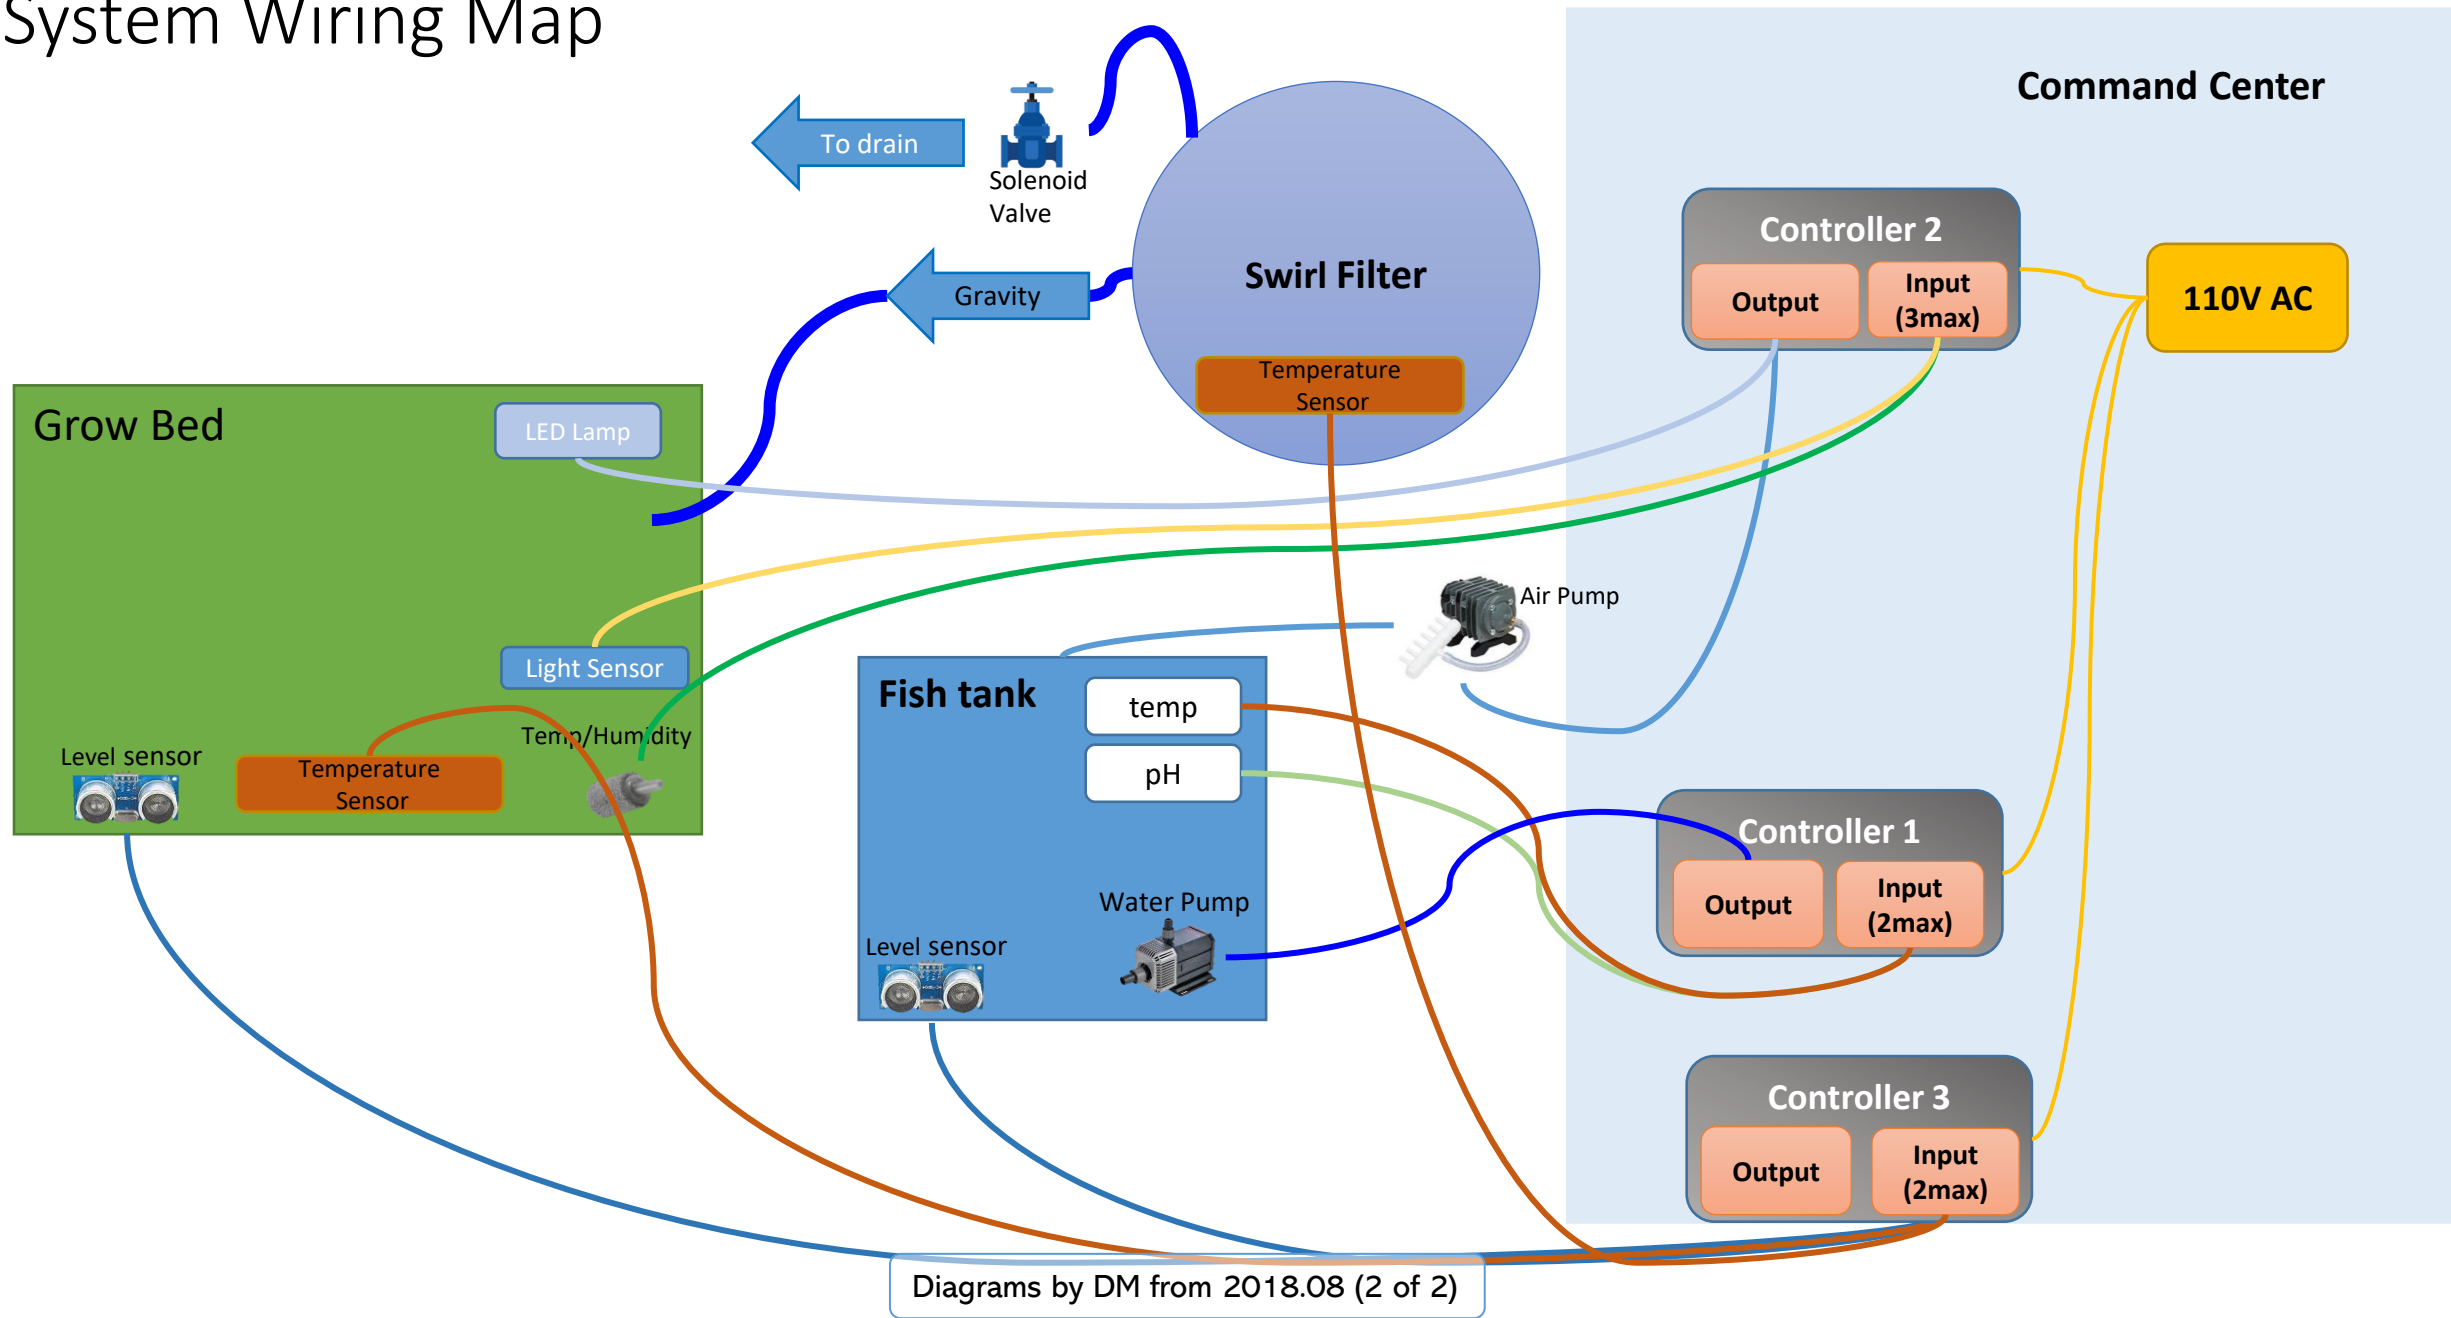 System Wiring Map
Command Center
To drain
Solenoid
Valve
Controller 2
Output
Input
(3max)
110V AC
Gravity
Swirl Filter
Temperature
Sensor
Grow Bed
LED Lamp
Light Sensor
Temp/Humidity
Level sensor
Temperature
Sensor
Air Pump
Fish tank
temp
pH
Water Pump
Level sensor
Controller 1
Output
Input
(2max)
Controller 3
Output
Input
(2max)
Diagrams by DM from 2018.08 (2 of 2)